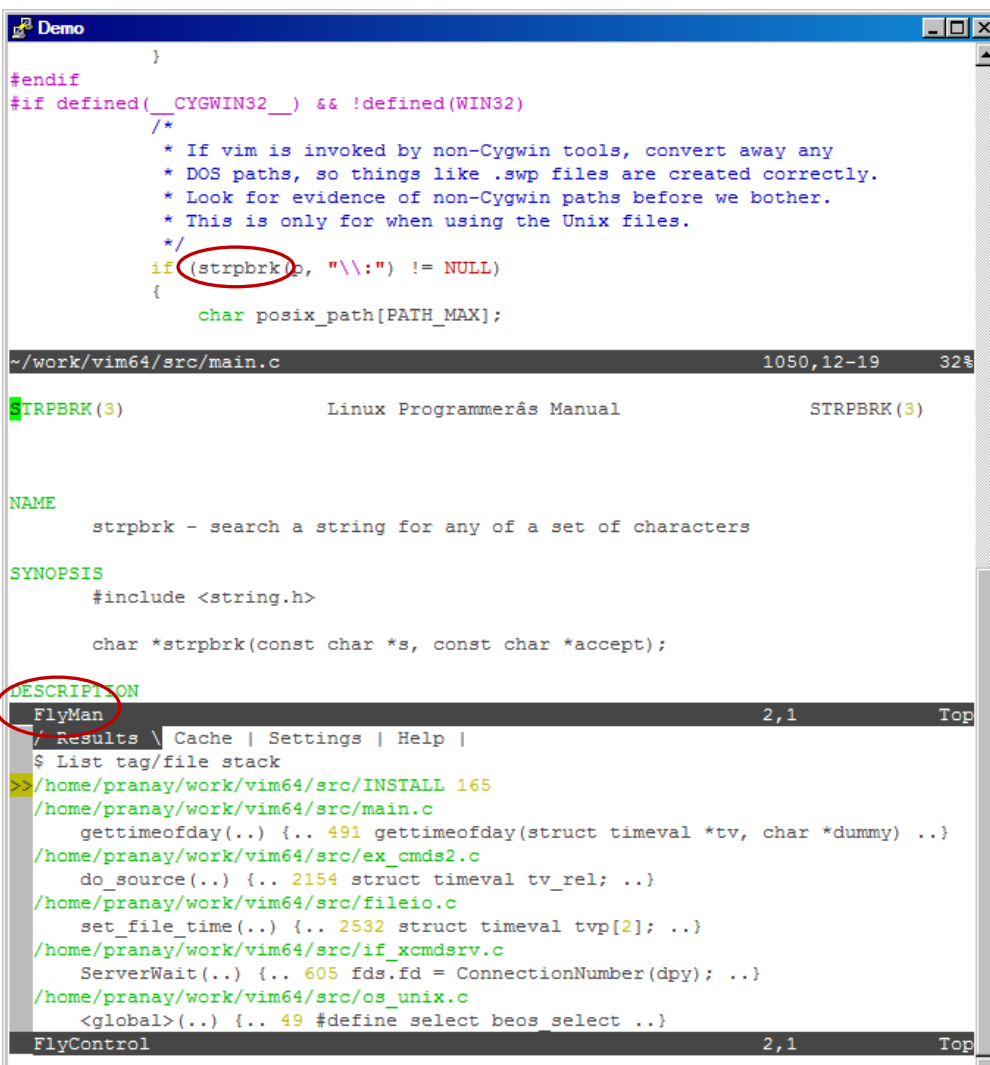 Demo
}
#endif
#if defined(__CYGWIN32__) && !defined(WIN32)
/*
* If vim is invoked by non-Cygwin tools, convert away any
* DOS paths, so things like .swp files are created correctly.
* Look for evidence of non-Cygwin paths before we bother.
* This is only for when using the Unix files.
*/
if (strpbrk(p, "\\:") != NULL)
{
char posix_path[PATH_MAX];
~/work/vim64/src/main.c 1050,12-19 32%
STRPBRK(3) Linux Programmerâs Manual STRPBRK(3)
NAME
strpbrk - search a string for any of a set of characters
SYNOPSIS
#include <string.h>
char *strpbrk(const char *s, const char *accept);
DESCRIPTION
FlyMan 2,1 Top
/ Results \ Cache | Settings | Help |
$ List tag/file stack
>>/home/pranay/work/vim64/src/INSTALL 165
/home/pranay/work/vim64/src/main.c
gettimeofday(..) {.. 491 gettimeofday(struct timeval *tv, char *dummy) ..}
/home/pranay/work/vim64/src/ex_cmds2.c
do_source(..) {.. 2154 struct timeval tv_rel; ..}
/home/pranay/work/vim64/src/fileio.c
set_file_time(..) {.. 2532 struct timeval tvp[2]; ..}
/home/pranay/work/vim64/src/if_xcmdsrv.c
ServerWait(..) {.. 605 fds.fd = ConnectionNumber(dpy); ..}
/home/pranay/work/vim64/src/os_unix.c
<global>(..) {.. 49 #define select beos_select ..}
FlyControl 2,1 Top